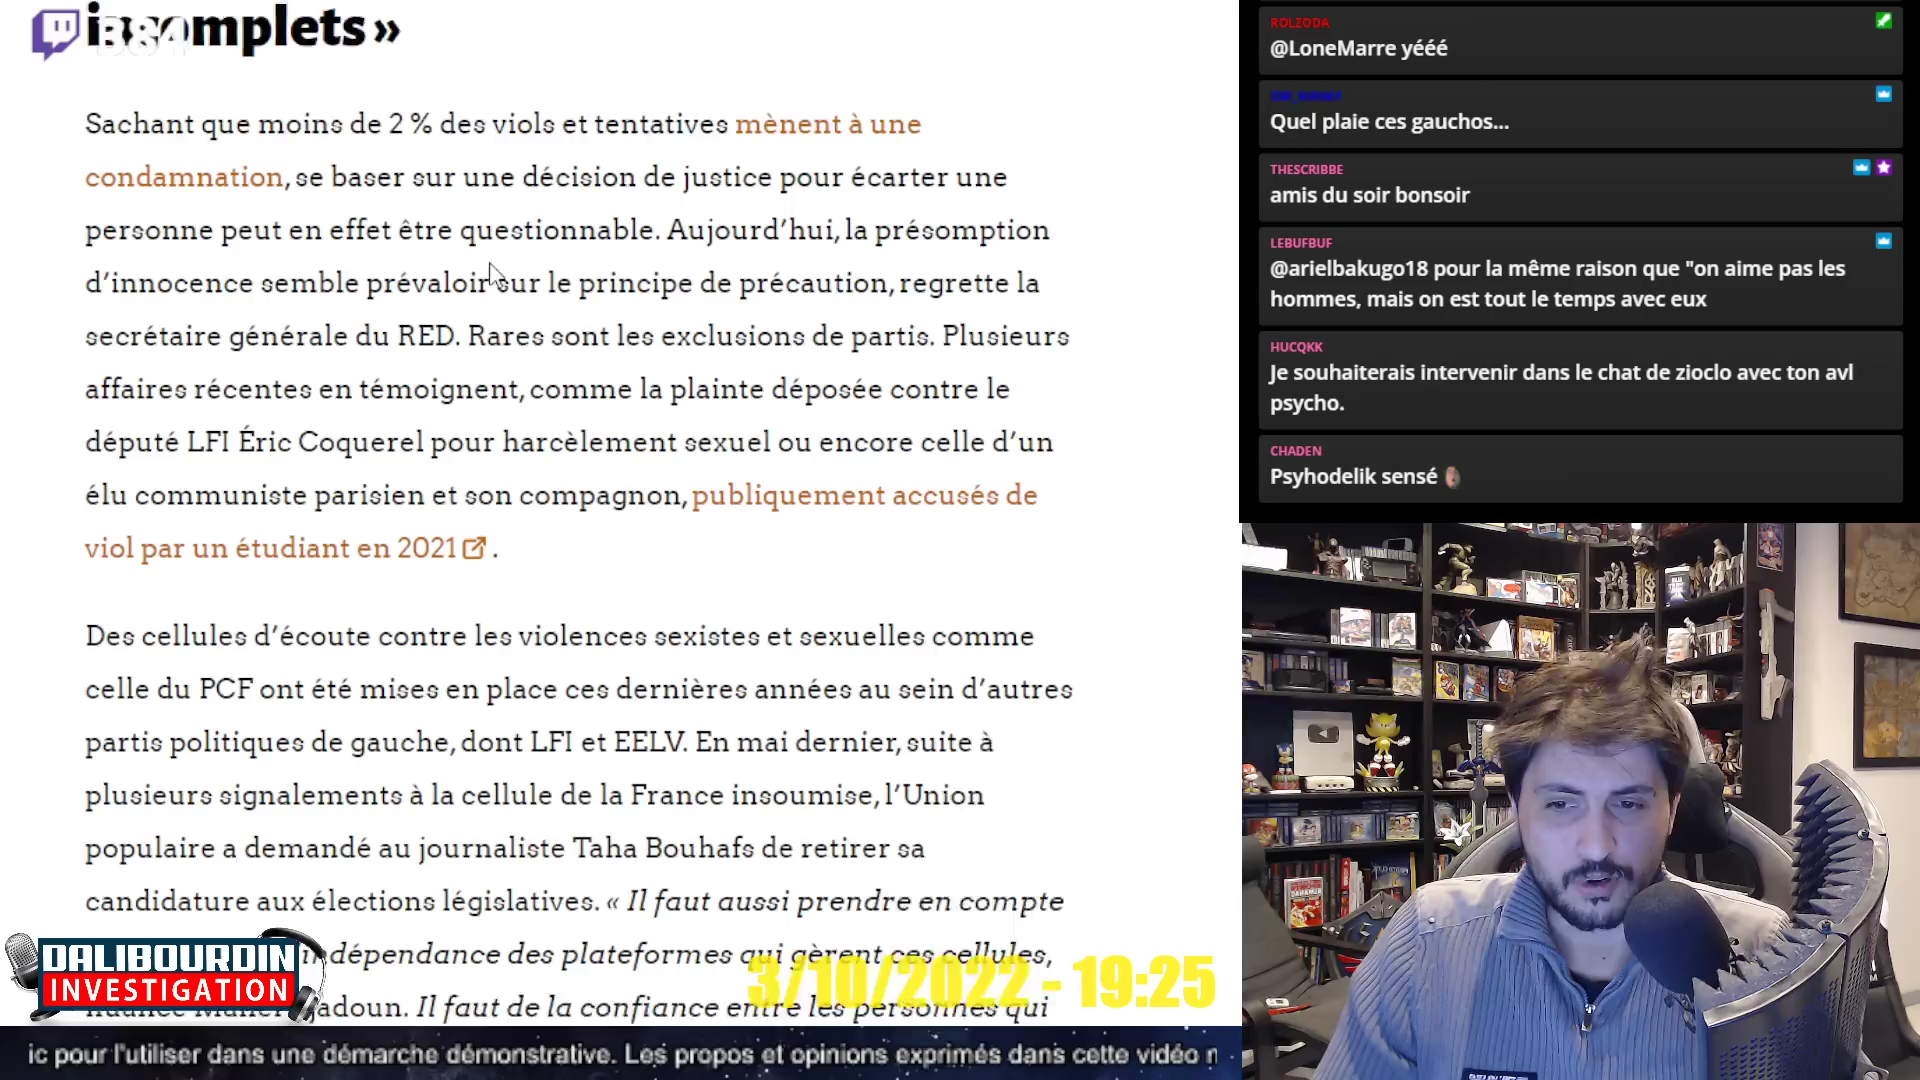 incomplets »
Sachant que moins de 2 % des viols et tentatives mènent à une
condamnation, se baser sur une décision de justice pour écarter une
personne peut en effet être questionnable. Aujourd’hui, la présomption
d’innocence semble prévaloir sur le principe de précaution, regrette la
secrétaire générale du RED. Rares sont les exclusions de partis. Plusieurs
affaires récentes en témoignent, comme la plainte déposée contre le
député LFI Éric Coquerel pour harcèlement sexuel ou encore celle d’un
élu communiste parisien et son compagnon, publiquement accusés de
viol par un étudiant en 2021.
Des cellules d’écoute contre les violences sexistes et sexuelles comme
celle du PCF ont été mises en place ces dernières années au sein d’autres
partis politiques de gauche, dont LFI et EELV. En mai dernier, suite à
plusieurs signalements à la cellule de la France insoumise, l’Union
populaire a demandé au journaliste Taha Bouhafs de retirer sa
candidature aux élections législatives. « Il faut aussi prendre en compte
dépendance des plateformes qui gèrent ces cellules,
adoun. Il faut de la confiance entre les personnes qui
DALIBOURDIN
INVESTIGATION
3/10/2022 - 19:25
ic pour l'utiliser dans une démarche démonstrative. Les propos et opinions exprimés dans cette vidéo n
ROLZODA
@LoneMarre yééé
Quel plaie ces gauchos...
THESCRIBBE
amis du soir bonsoir
LEBUFBUF
@arielbakugo18 pour la même raison que "on aime pas les
hommes, mais on est tout le temps avec eux
HUCQKK
Je souhaiterais intervenir dans le chat de zioclo avec ton avl
psycho.
CHADEN
Psyhodelik sensé